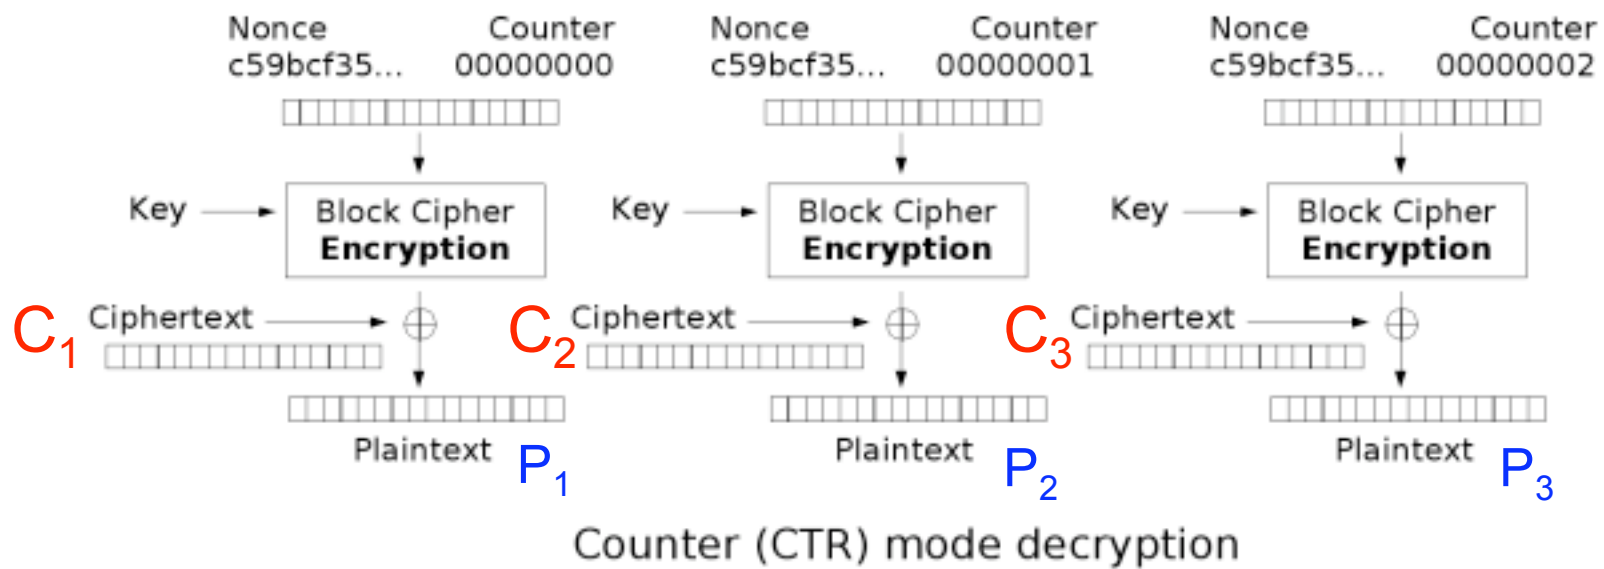 Nonce Counter Nonce Counter Nonce Counter
c59bcf35... 00000000 c59bcf35... 00000001 c59bcf35... 00000002
Key Block Cipher Key Block Cipher Key Block Cipher
Encryption Encryption Encryption
C1 Ciphertext C2 Ciphertext C3 Ciphertext
Plaintext P1 Plaintext P2 Plaintext P3
Counter (CTR) mode decryption